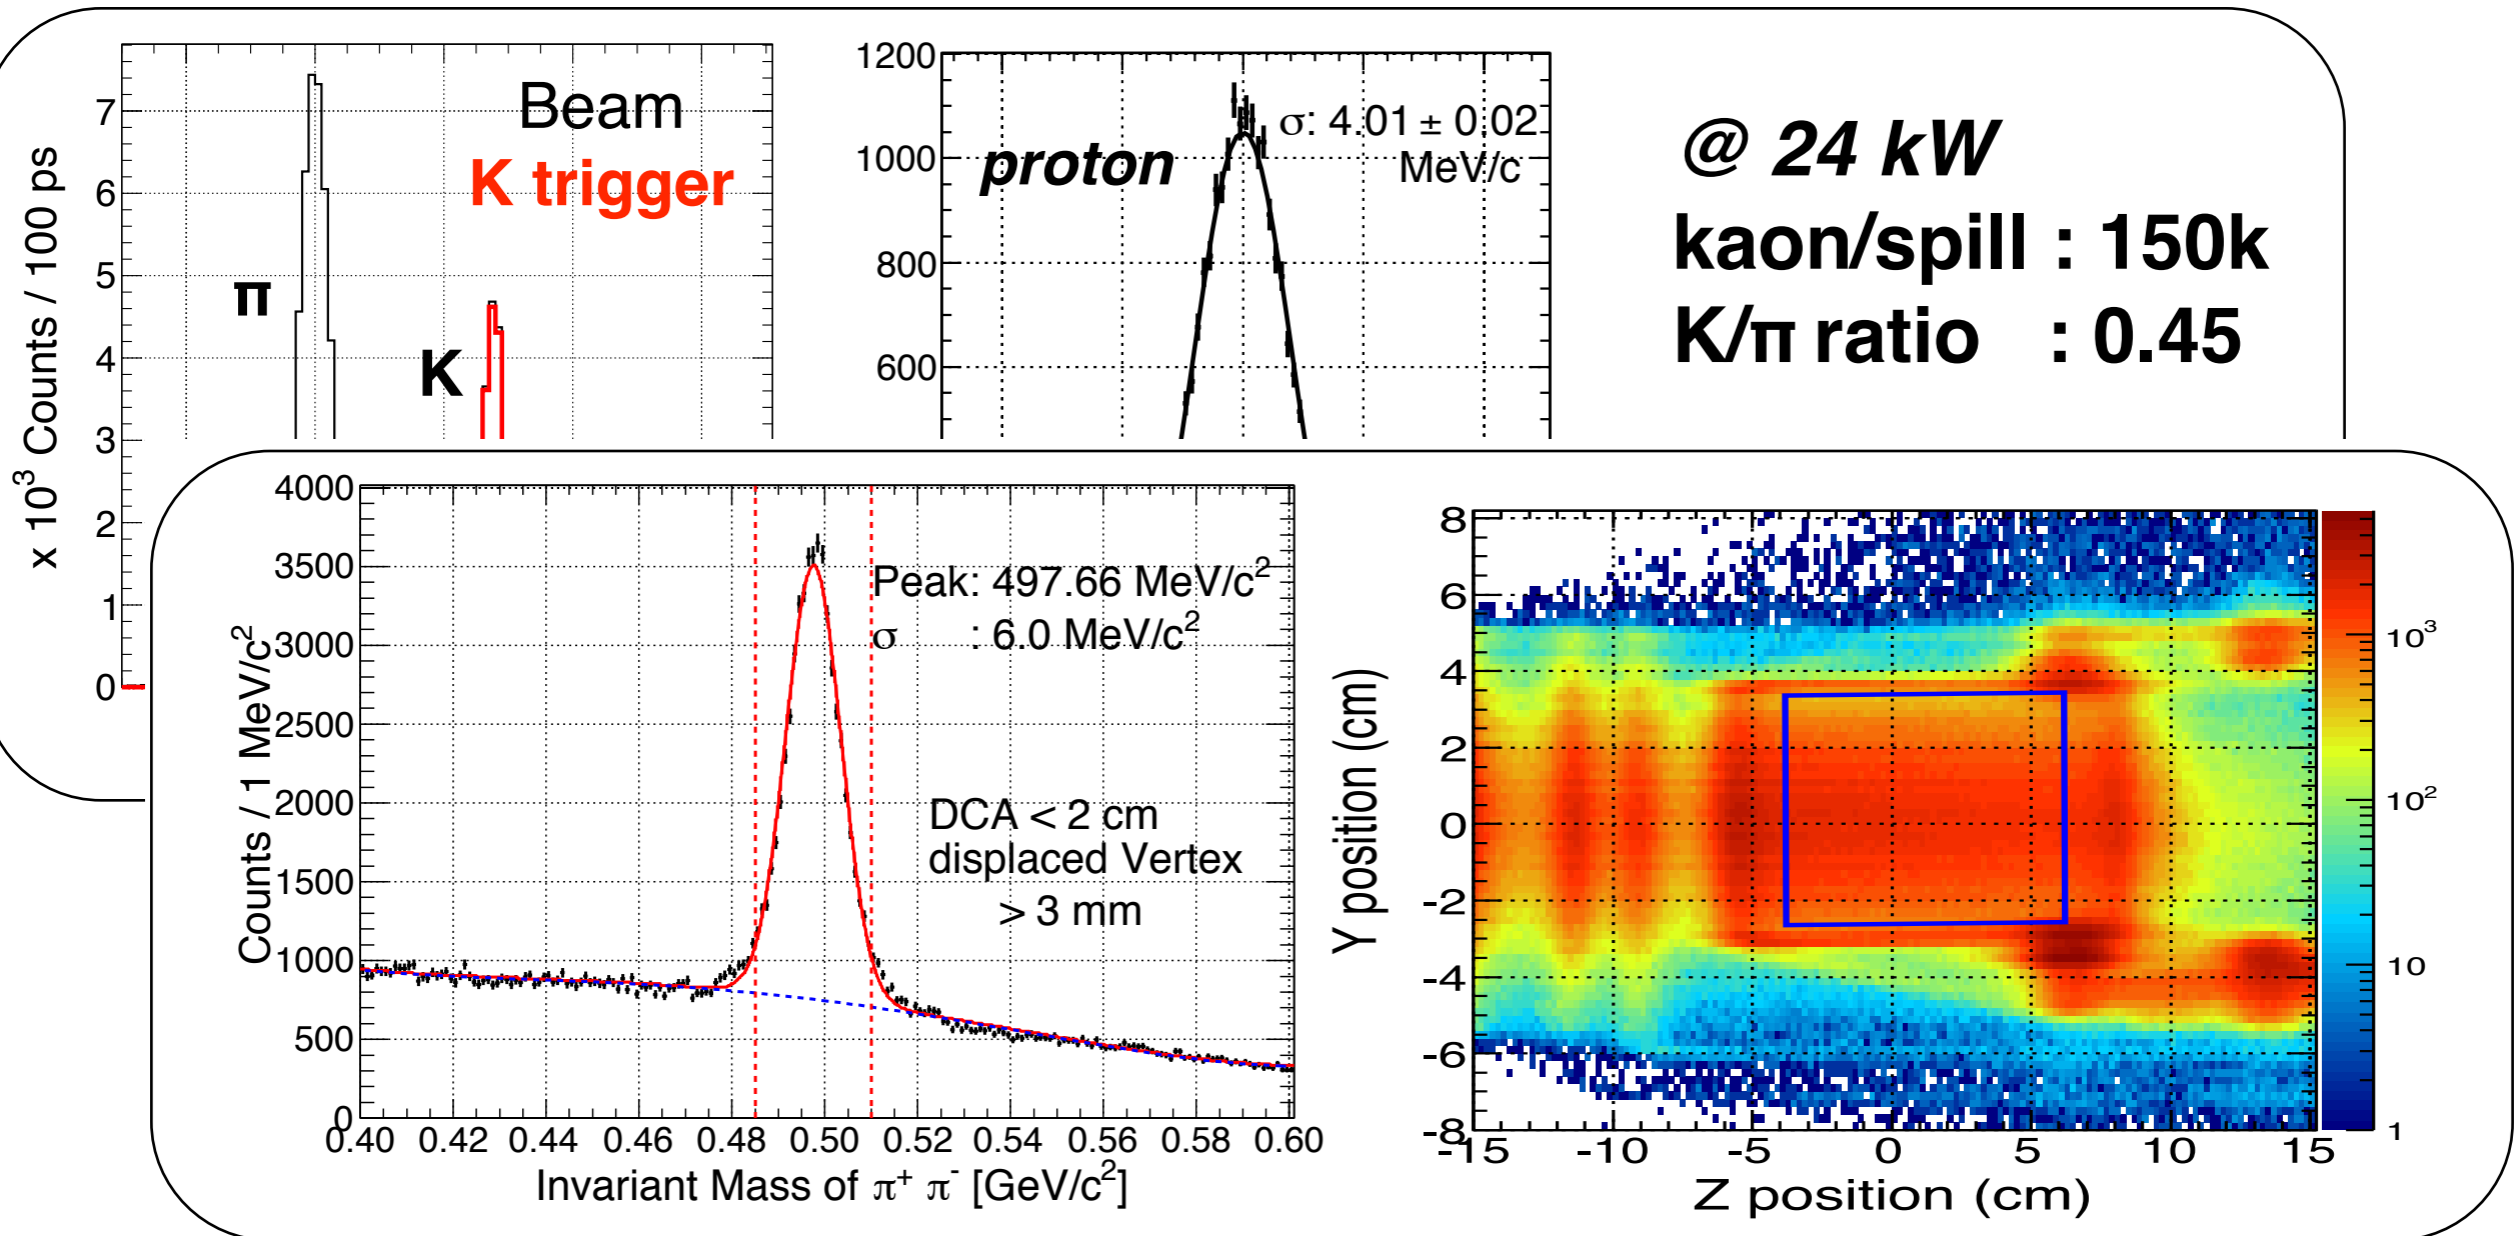 x 10³ Counts / 100 ps
7
6
5
4
3
2
1
0
Beam
K trigger
π
K
1200
1000
800
600
proton
σ: 4.01 ± 0.02
MeV/c
@ 24 kW
kaon/spill : 150k
K/π ratio : 0.45
Counts / 1 MeV/c²
4000
3500
3000
2500
2000
1500
1000
500
0
Peak: 497.66 MeV/c²
σ : 6.0 MeV/c²
DCA < 2 cm
displaced Vertex
> 3 mm
0.40 0.42 0.44 0.46 0.48 0.50 0.52 0.54 0.56 0.58 0.60
Invariant Mass of π⁺ π⁻ [GeV/c²]
Y position (cm)
8
6
4
2
0
-2
-4
-6
-8
-15 -10 -5 0 5 10 15
Z position (cm)
10³
10²
10
1